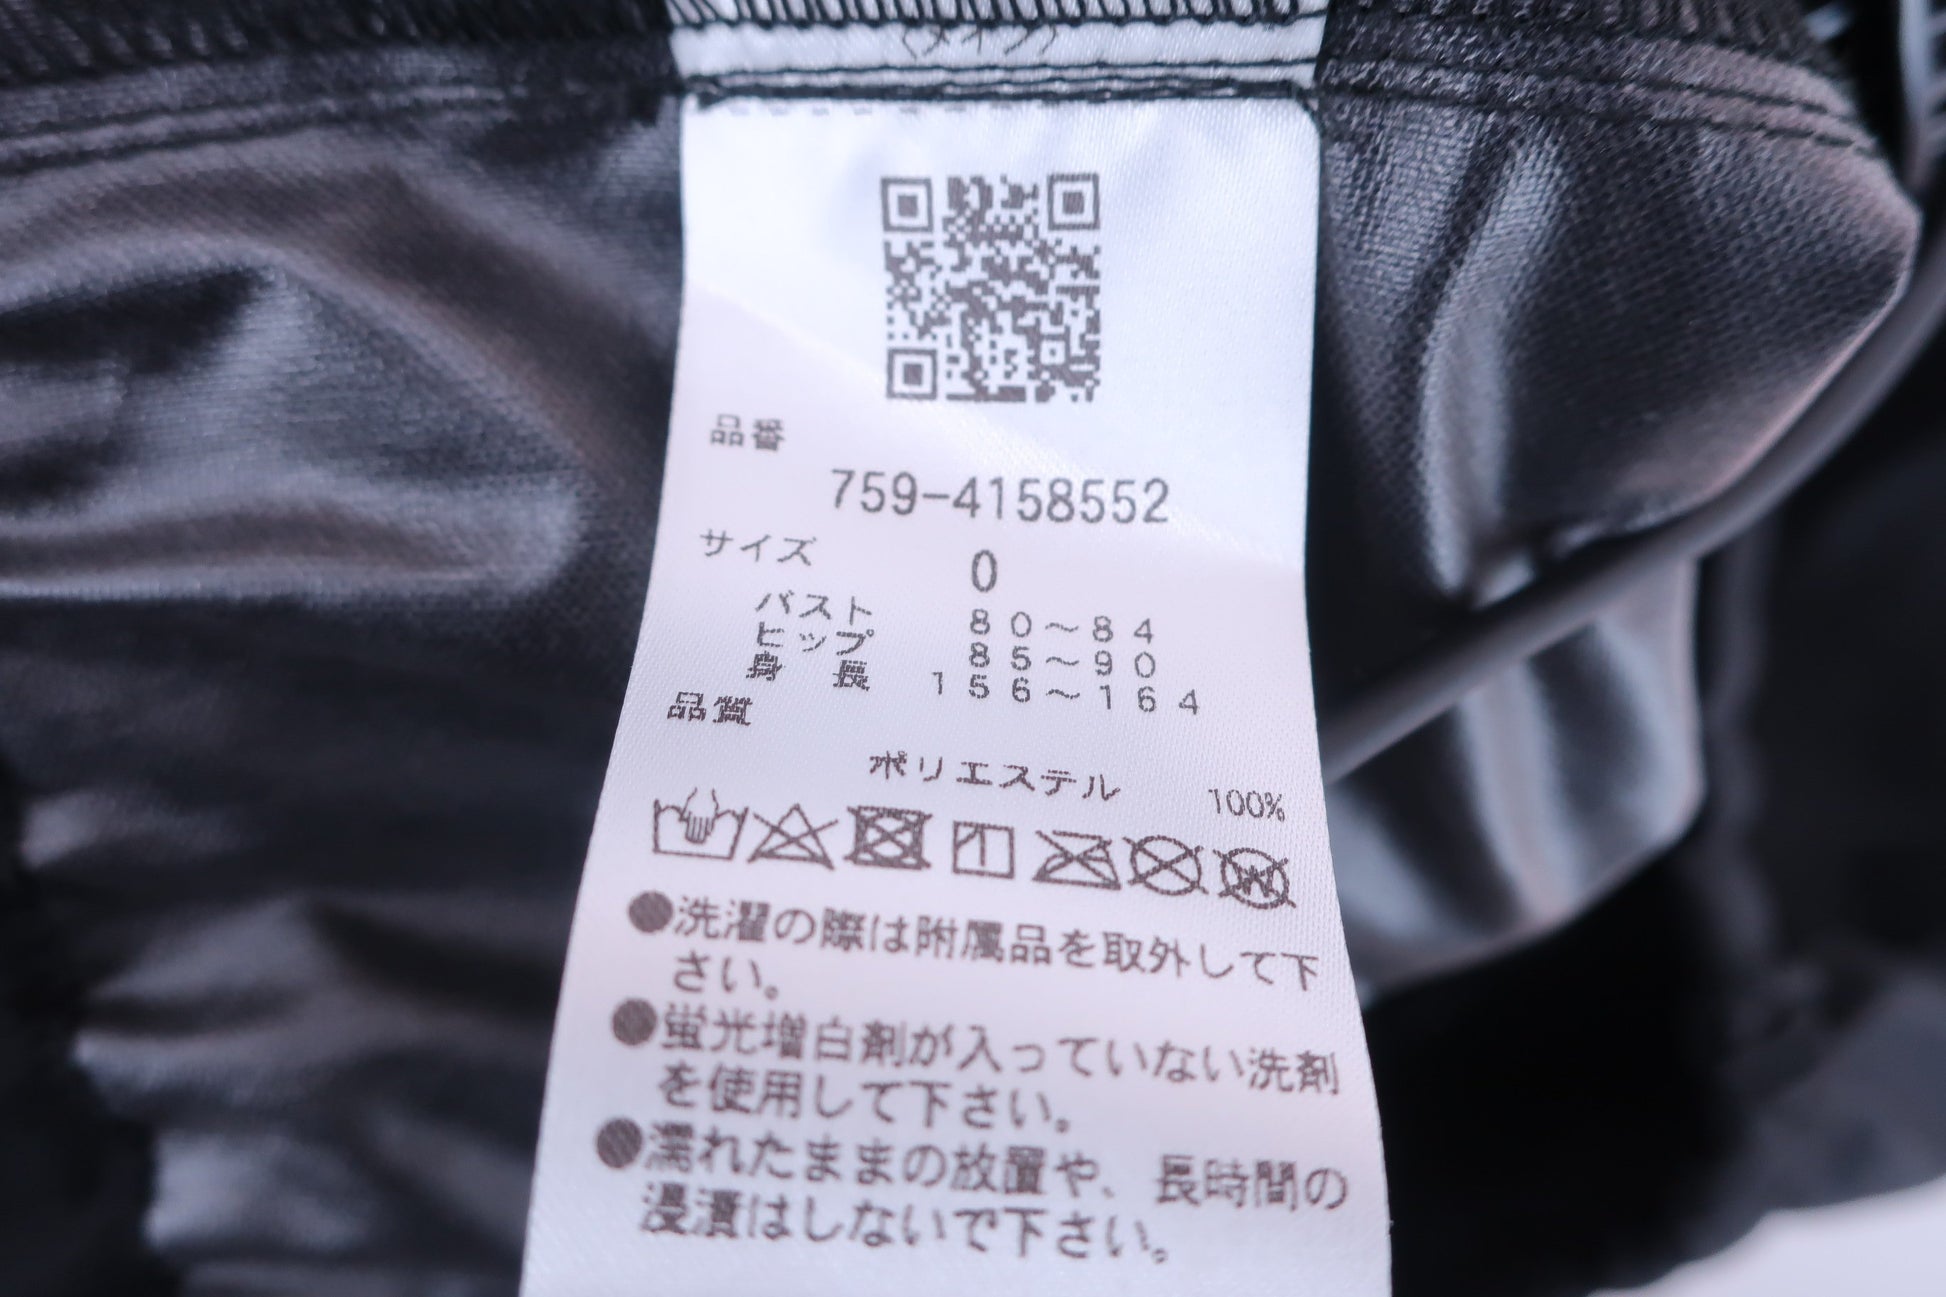 品番
759-4158552
サイズ 0
バスト 80～84
ヒップ 85～90
身長 156～164
品質
ポリエステル 100%
●洗濯の際は附属品を取外して下
さい。
●蛍光増白剤が入っていない洗剤
を使用して下さい。
●濡れたままの放置や、長時間の
浸漬はしないで下さい。